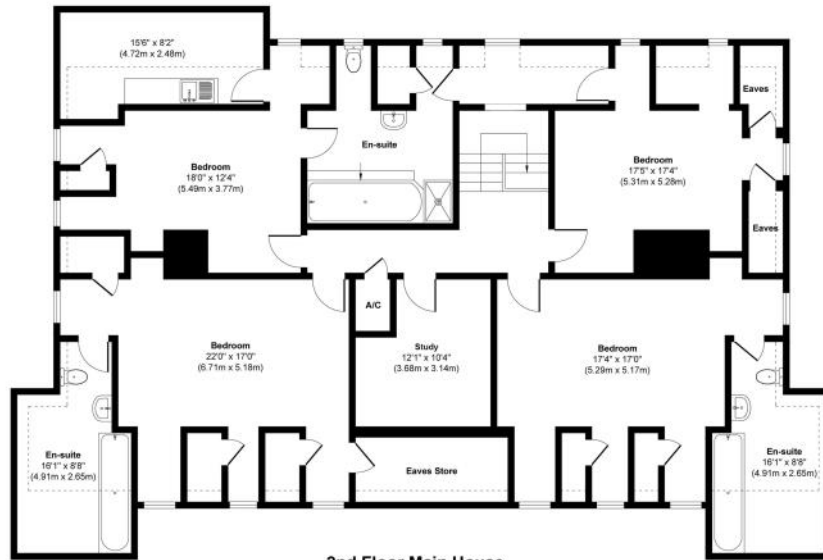 15'6" x 8'2"
(4.72m x 2.48m)
Eaves
En-suite
Bedroom
18'0" x 12'4"
(5.49m x 3.77m)
Bedroom
17'5" x 17'4"
(5.31m x 5.28m)
Eaves
A/C
Bedroom
22'0" x 17'0"
(6.71m x 5.18m)
Study
12'1" x 10'4"
(3.68m x 3.14m)
Bedroom
17'4" x 17'0"
(5.29m x 5.17m)
En-suite
16'1" x 8'8"
(4.91m x 2.65m)
Eaves Store
En-suite
16'1" x 8'8"
(4.91m x 2.65m)
2nd Floor Main House